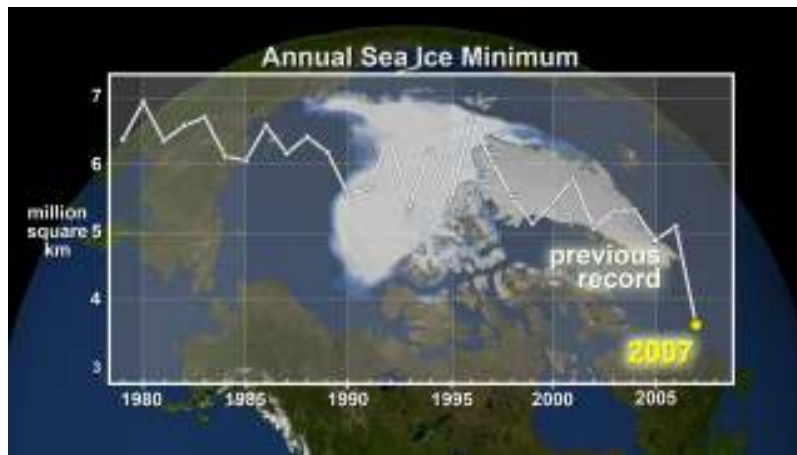 Annual Sea Ice Minimum
7
6
million
square
km
5
4
3
previous
record
2007
1980
1985
1990
1995
2000
2005